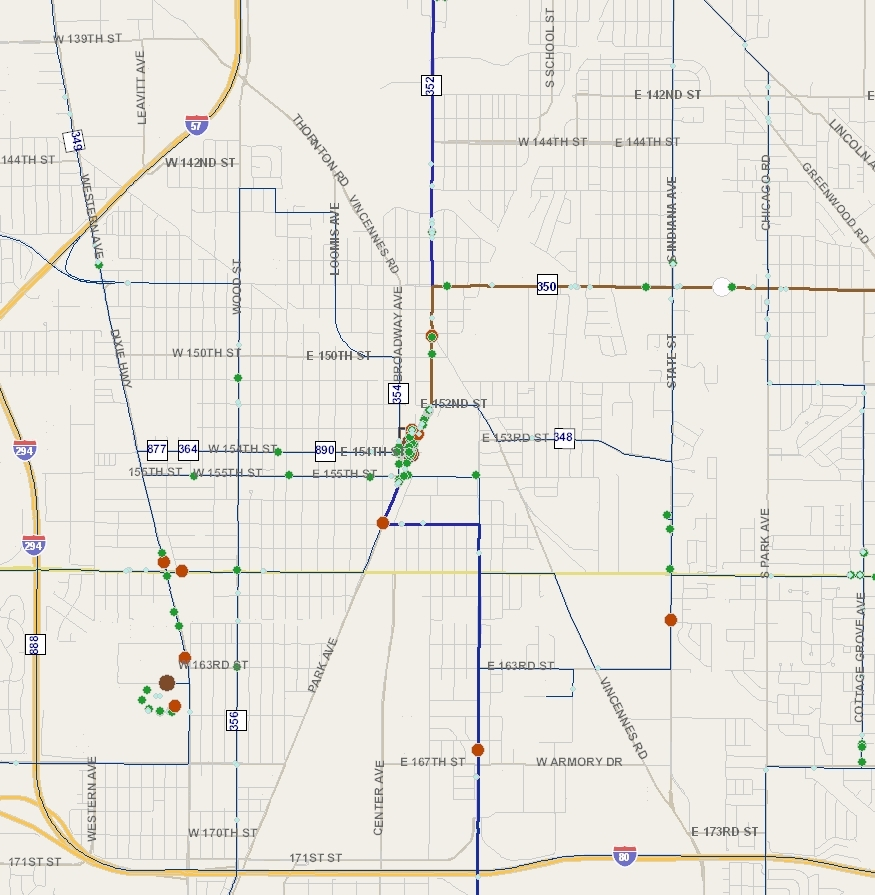 W 139TH ST
LEAVITT AVE
352
S SCHOOL ST
E 142ND ST
E
57
349
144TH ST
W 142ND ST
THORNTON RD
W 144TH ST
E 144TH ST
LINCOLN A
GREENWOOD RD
CHICAGO RD
WESTERN AVE
VINCENNES RD
LOOMIS AVE
S INDIANA AVE
WOOD ST
350
BROADWAY AVE
DIXIE HWY
W 150TH ST
E 150TH ST
STATE ST
354
E 152ND ST
294
877
364
W 154TH ST
890
E 154TH S
E 153RD ST
348
155TH ST
W 155TH ST
E 155TH ST
294
S PARK AVE
888
COTTAGE GROVE AVE
W 163RD ST
PARK AVE
E 163RD ST
356
VINCENNES RD
E 167TH ST
W ARMORY DR
WESTERN AVE
CENTER AVE
W 170TH ST
E 173RD ST
171ST ST
171ST ST
80